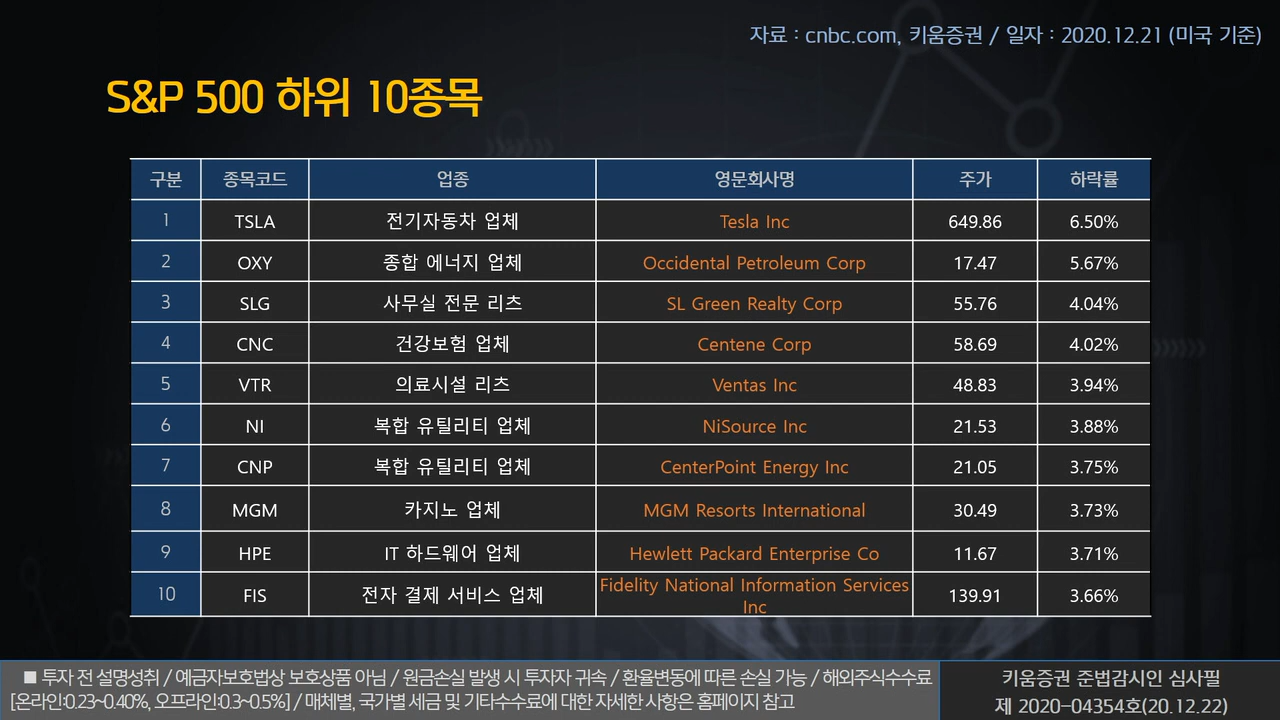 자료 : cnbc.com, 키움증권 / 일자 : 2020.12.21 (미국 기준)
S&P 500 하위 10종목
구분 종목코드 업종 영문회사명 주가 하락률
1 TSLA 전기자동차 업체 Tesla Inc 649.86 6.50%
2 OXY 종합 에너지 업체 Occidental Petroleum Corp 17.47 5.67%
3 SLG 사무실 전문 리츠 SL Green Realty Corp 55.76 4.04%
4 CNC 건강보험 업체 Centene Corp 58.69 4.02%
5 VTR 의료시설 리츠 Ventas Inc 48.83 3.94%
6 NI 복합 유틸리티 업체 NiSource Inc 21.53 3.88%
7 CNP 복합 유틸리티 업체 CenterPoint Energy Inc 21.05 3.75%
8 MGM 카지노 업체 MGM Resorts International 30.49 3.73%
9 HPE IT 하드웨어 업체 Hewlett Packard Enterprise Co 11.67 3.71%
10 FIS 전자 결제 서비스 업체 Fidelity National Information Services
Inc 139.91 3.66%
■ 투자 전 설명성취 / 예금자보호법상 보호상품 아님 / 원금손실 발생 시 투자자 귀속 / 환율변동에 따른 손실 가능 / 해외주식수수료
[온라인:0.23~0.40%, 오프라인:0.3~0.5%] / 매체별, 국가별 세금 및 기타수수료에 대한 자세한 사항은 홈페이지 참고
키움증권 준법감시인 심사필
제 2020-04354호(20.12.22)